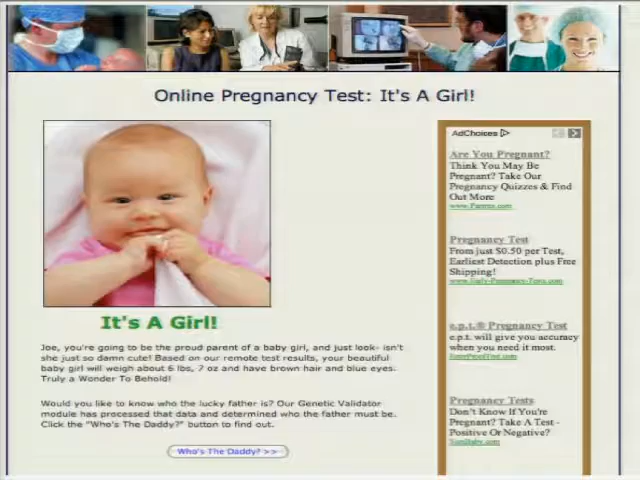 Online Pregnancy Test: It's A Girl!
AdChoices
It's A Girl!
Joe, you're going to be the proud parent of a baby girl, and just look- isn't
she just so damn cute! Based on our remote test results, your beautiful
baby girl will weigh about 6 lbs, 7 oz and have brown hair and blue eyes.
Truly a Wonder To Behold!
Would you like to know who the lucky father is? Our Genetic Validator
module has processed that data and determined who the father must be.
Click the "Who's The Daddy?" button to find out.
Who's The Daddy? >>
Are You Pregnant?
Think You May Be
Pregnant? Take Our
Pregnancy Quizzes & Find
Out More
Pregnancy Test
From just $0.50 per Test,
Earliest Detection plus Free
Shipping!
www.Early-Pregnancy-Tests.com
e.p.t.® Pregnancy Test
e.p.t. will give you accuracy
when you need it most.
Pregnancy Tests
Don't Know If You're
Pregnant? Take A Test -
Positive Or Negative?